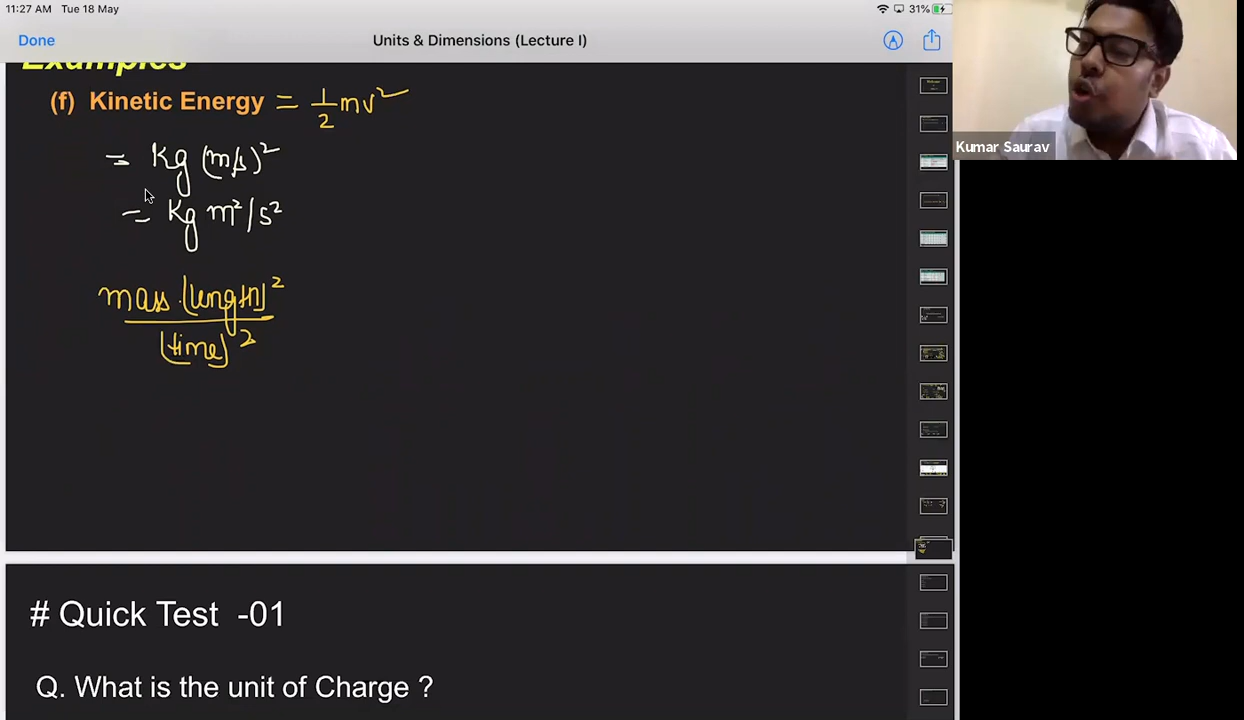 11:27 AM Tue 18 May
31%
Done
Units & Dimensions (Lecture I)
Examples
(f) Kinetic Energy = 1/2 mv²
= Kg (m/s)²
= Kg m²/s²
mass (length)²
(time)²
# Quick Test -01
Q. What is the unit of Charge ?
Kumar Saurav